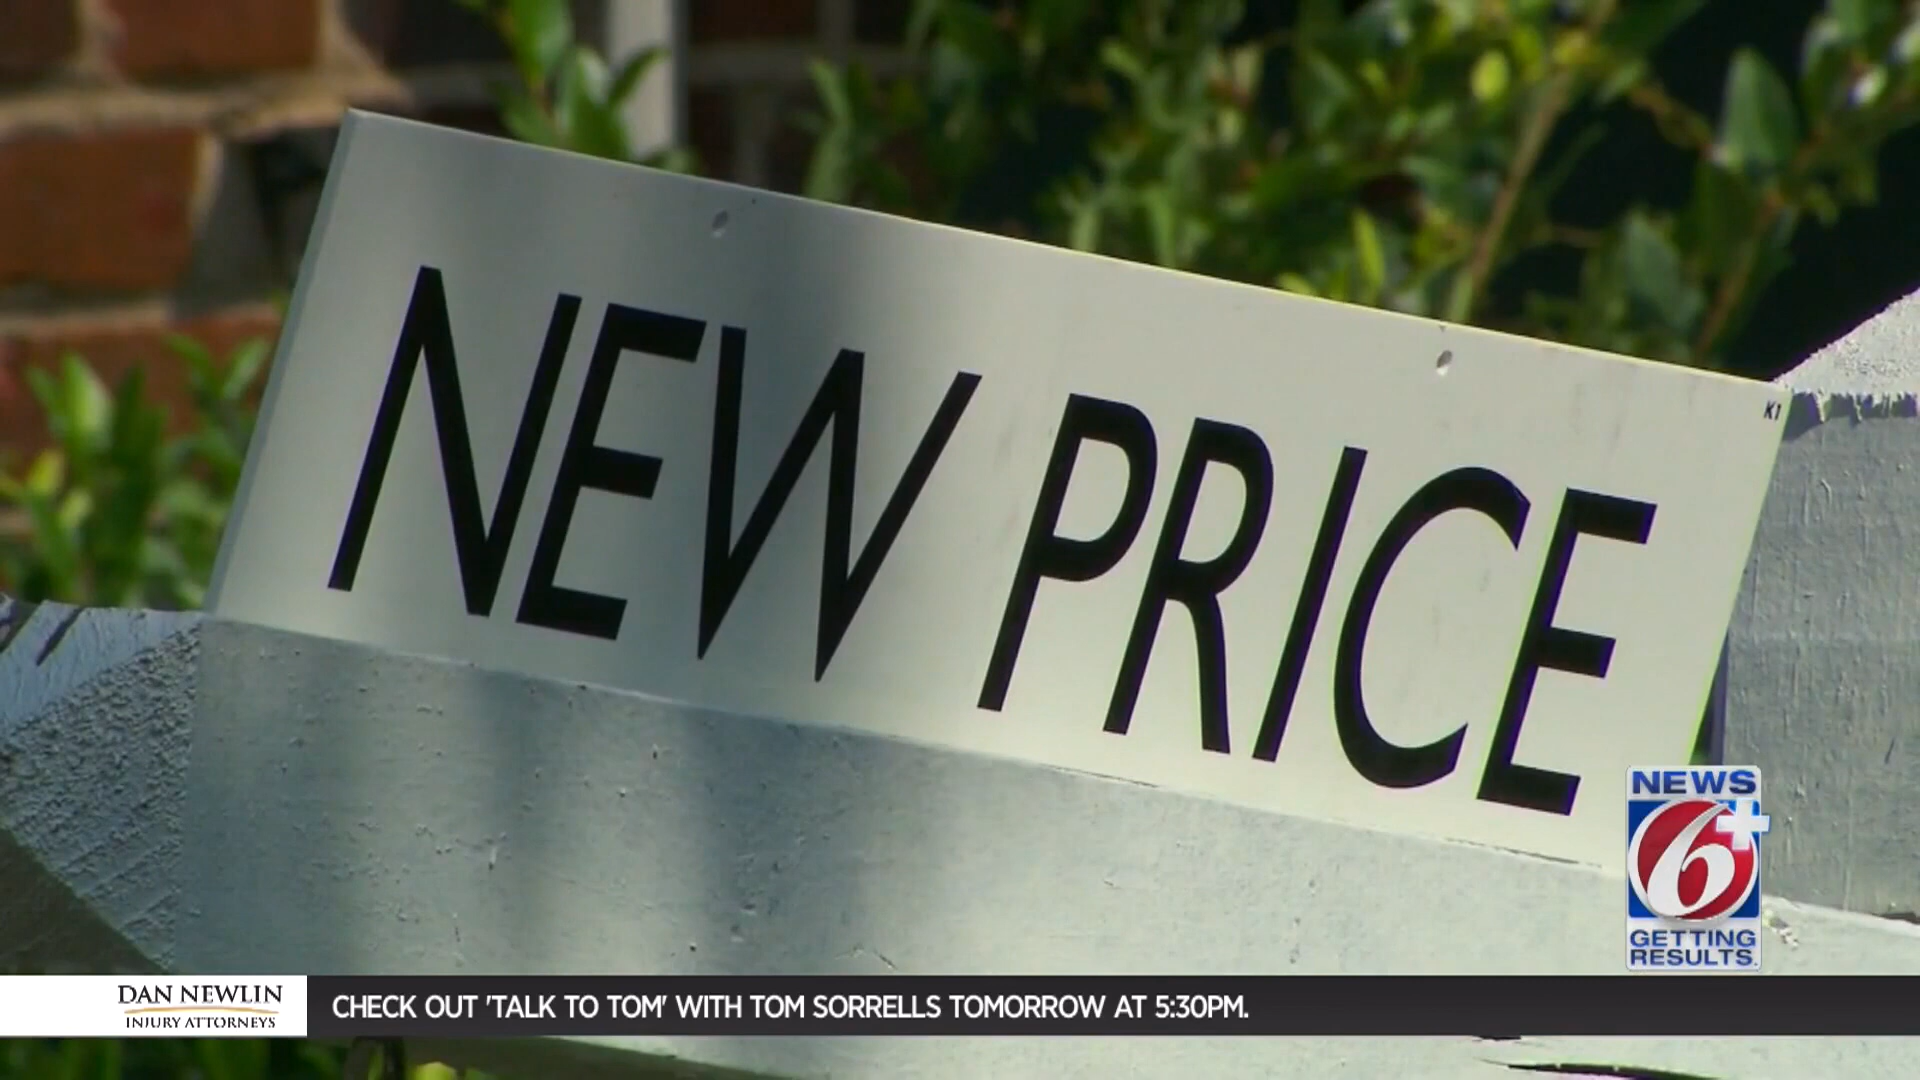 K1
NEW PRICE
NEWS
6+
GETTING
RESULTS.
DAN NEWLIN
INJURY ATTORNEYS
CHECK OUT 'TALK TO TOM' WITH TOM SORRELLS TOMORROW AT 5:30PM.